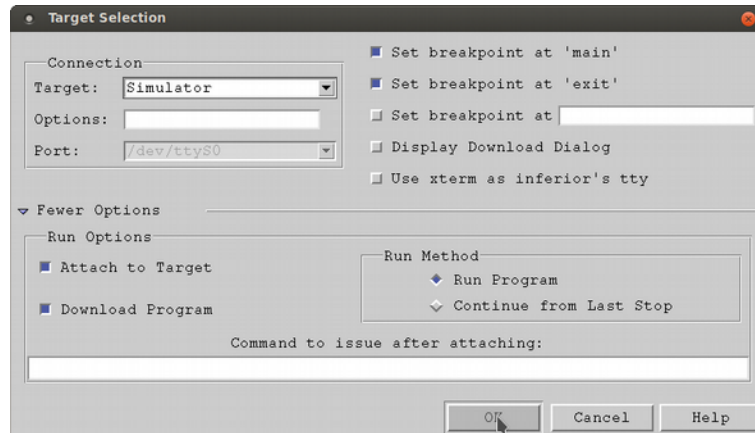 Target Selection
Connection
Target: Simulator
Options:
Port: /dev/ttyS0
Set breakpoint at 'main'
Set breakpoint at 'exit'
Set breakpoint at
Display Download Dialog
Use xterm as inferior's tty
Fewer Options
Run Options
Attach to Target
Download Program
Run Method
Run Program
Continue from Last Stop
Command to issue after attaching:
OK Cancel Help